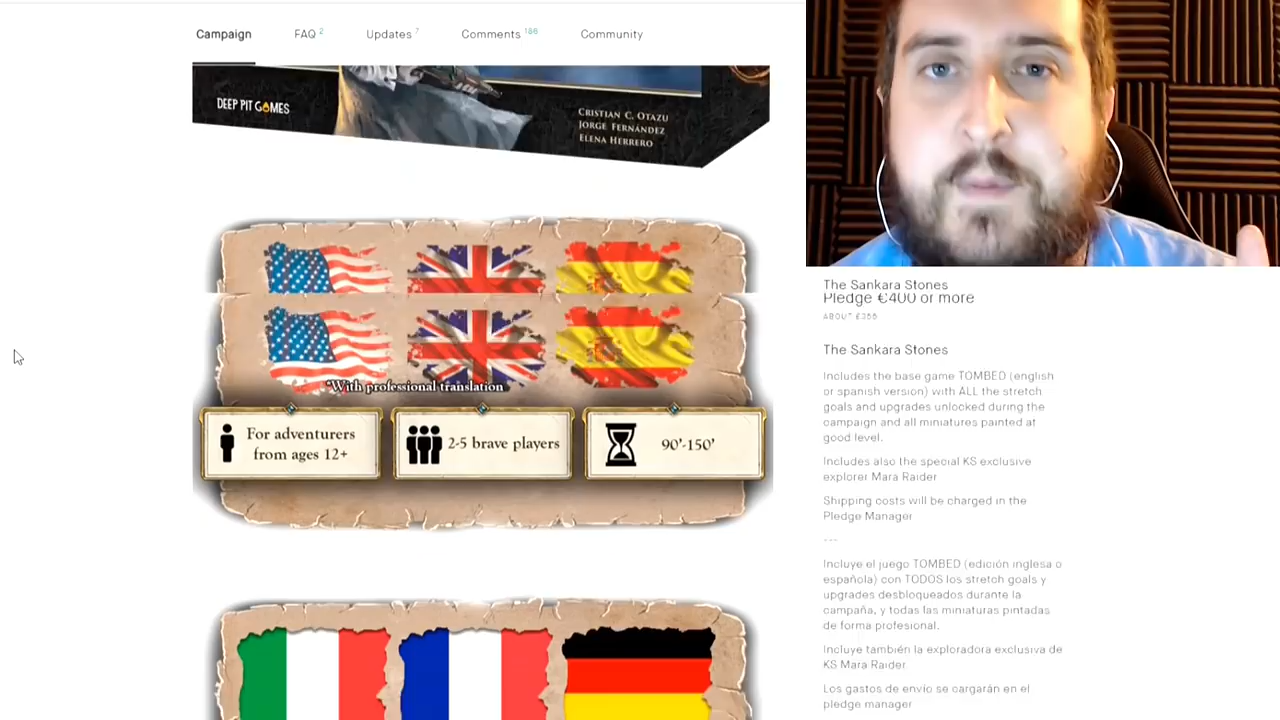 Campaign
FAQ 2
Updates 7
Comments 186
Community
DEEP PIT GAMES
CRISTIAN C. OTAZU
JORGE FERNÁNDEZ
ELENA HERRERO
*With professional translation
For adventurers
from ages 12+
2-5 brave players
90'-150'
The Sankara Stones
Pledge €400 or more
ABOUT £355
The Sankara Stones
Includes the base game TOMBED (english
or spanish version) with ALL the stretch
goals and upgrades unlocked during the
campaign and all miniatures painted at
good level.
Includes also the special KS exclusive
explorer Mara Raider
Shipping costs will be charged in the
Pledge Manager
---
Incluye el juego TOMBED (edición inglesa o
española) con TODOS los stretch goals y
upgrades desbloqueados durante la
campaña, y todas las miniaturas pintadas
de forma profesional.
Incluye también la exploradora exclusiva de
KS Mara Raider
Los gastos de envío se cargarán en el
pledge manager